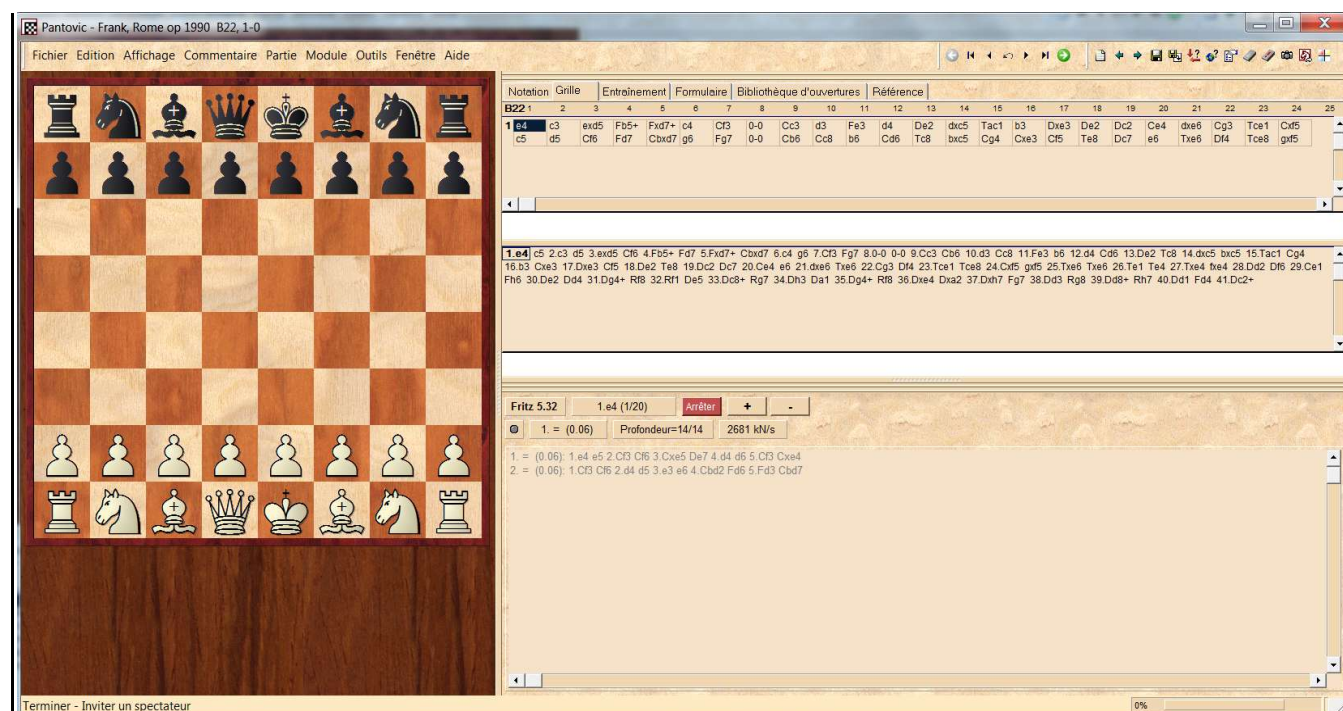 Pantovic - Frank, Rome op 1990 B22, 1-0
Fichier Edition Affichage Commentaire Partie Module Outils Fenêtre Aide
Notation Grille Entraînement Formulaire Bibliothèque d'ouvertures Référence
B22 1 2 3 4 5 6 7 8 9 10 11 12 13 14 15 16 17 18 19 20 21 22 23 24 25
1 e4 c3 exd5 Fb5+ Fxd7+ c4 Cf3 0-0 Cc3 d3 Fe3 d4 De2 dxc5 Tac1 b3 Dxe3 De2 Dc2 Ce4 dxe6 Cg3 Tce1 Cxf5
c5 d5 Cf6 Fd7 Cbxd7 g6 Fg7 0-0 Cb6 Cc8 b6 Cd6 Tc8 bxc5 Cg4 Cxe3 Cf5 Te8 Dc7 e6 Txe6 Df4 Tce8 gxf5
1.e4 c5 2.c3 d5 3.exd5 Cf6 4.Fb5+ Fd7 5.Fxd7+ Cbxd7 6.c4 g6 7.Cf3 Fg7 8.0-0 0-0 9.Cc3 Cb6 10.d3 Cc8 11.Fe3 b6 12.d4 Cd6 13.De2 Tc8 14.dxc5 bxc5 15.Tac1 Cg4
16.b3 Cxe3 17.Dxe3 Cf5 18.De2 Te8 19.Dc2 Dc7 20.Ce4 e6 21.dxe6 Txe6 22.Cg3 Df4 23.Tce1 Tce8 24.Cxf5 gxf5 25.Txe6 Txe6 26.Te1 Te4 27.Txe4 fxe4 28.Dd2 Df6 29.Ce1
Fh6 30.De2 Dd4 31.Dg4+ Rf8 32.Rf1 De5 33.Dc8+ Rg7 34.Dh3 Da1 35.Dg4+ Rf8 36.Dxe4 Dxa2 37.Dxh7 Fg7 38.Dd3 Rg8 39.Dd8+ Rh7 40.Dd1 Fd4 41.Dc2+
Fritz 5.32 1.e4 (1/20) Arrêter + -
1. = (0.06) Profondeur=14/14 2681 kN/s
1. = (0.06): 1.e4 e5 2.Cf3 Cf6 3.Cxe5 De7 4.d4 d6 5.Cf3 Cxe4
2. = (0.06): 1.Cf3 Cf6 2.d4 d5 3.e3 e6 4.Cbd2 Fd6 5.Fd3 Cbd7
Terminer - Inviter un spectateur 0%